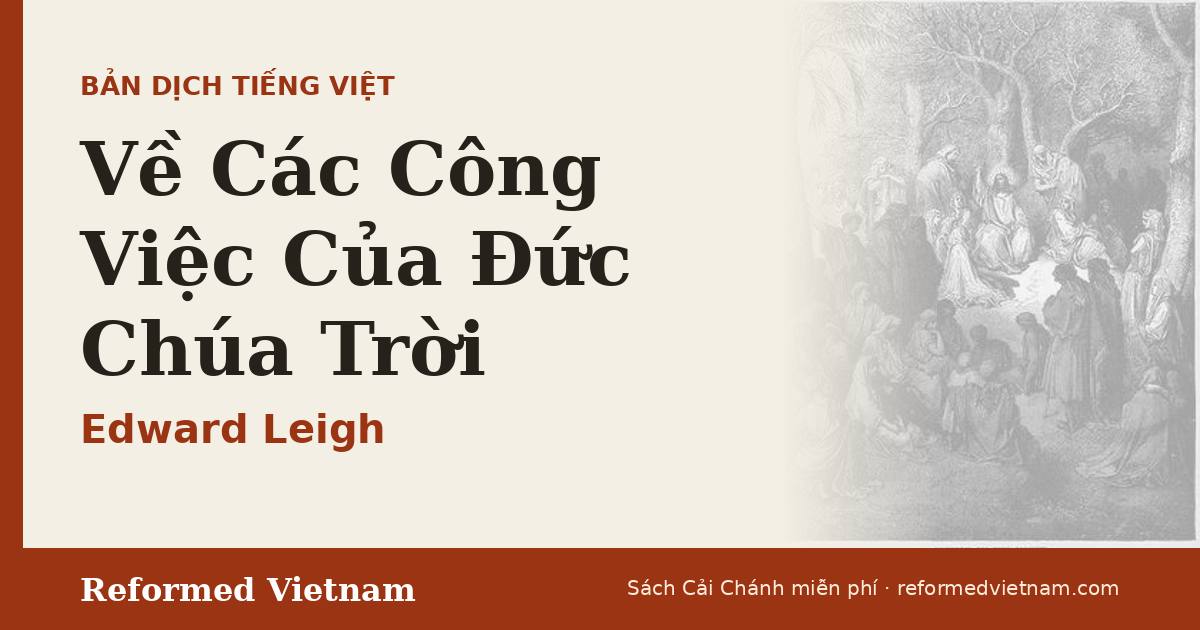 BẢN DỊCH TIẾNG VIỆT
Về Các Công
Việc Của Đức
Chúa Trời
Edward Leigh
Reformed Vietnam
Sách Cải Chánh miễn phí · reformedvietnam.com